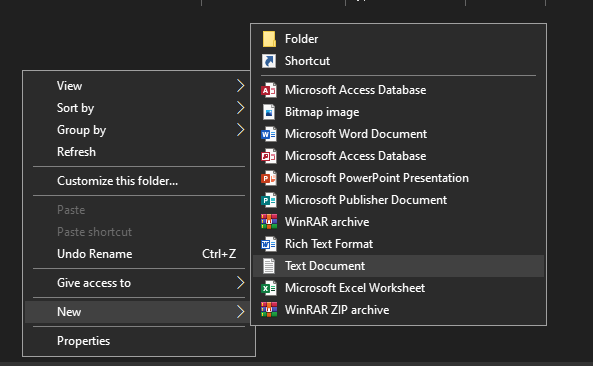 View
Sort by
Group by
Refresh
Customize this folder...
Paste
Paste shortcut
Undo Rename Ctrl+Z
Give access to
New
Properties
Folder
Shortcut
Microsoft Access Database
Bitmap image
Microsoft Word Document
Microsoft Access Database
Microsoft PowerPoint Presentation
Microsoft Publisher Document
WinRAR archive
Rich Text Format
Text Document
Microsoft Excel Worksheet
WinRAR ZIP archive